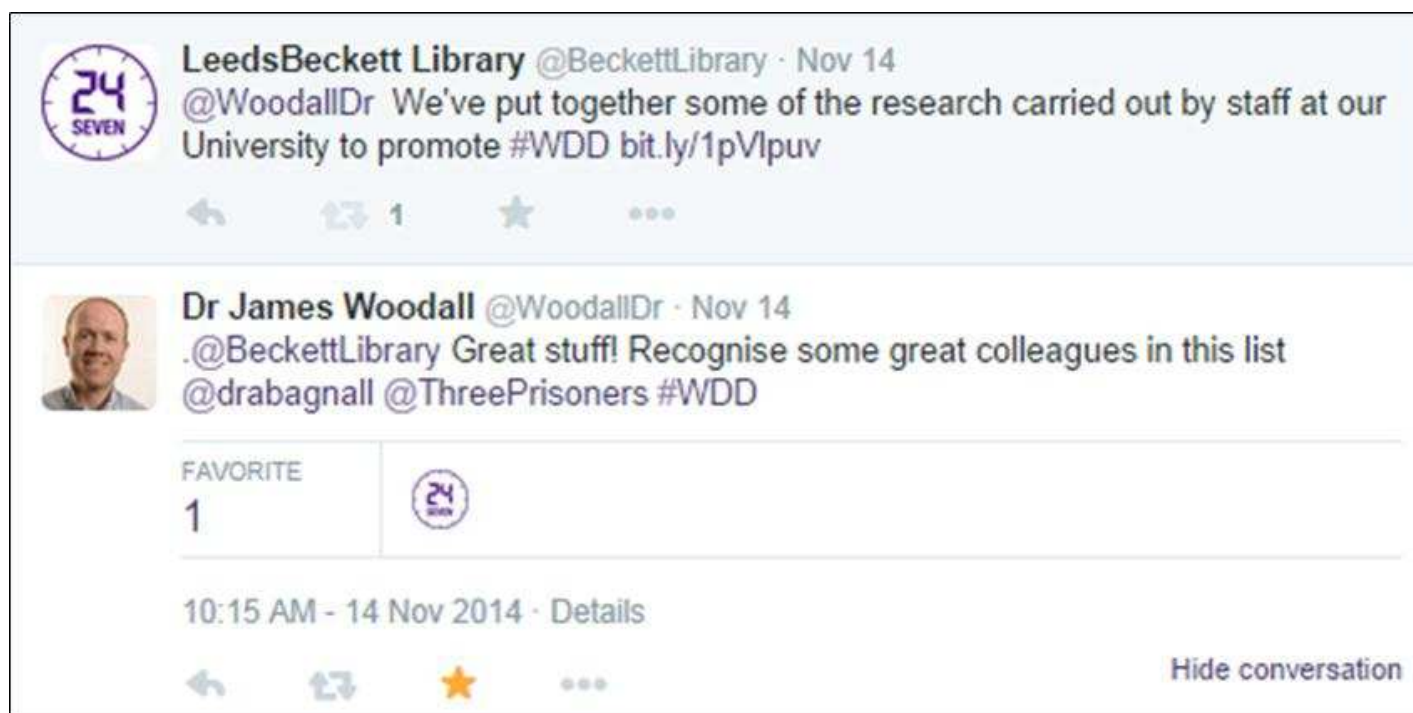 24
SEVEN
LeedsBeckett Library @BeckettLibrary · Nov 14
@WoodallDr We've put together some of the research carried out by staff at our
University to promote #WDD bit.ly/1pVlpuv
1
Dr James Woodall @WoodallDr · Nov 14
.@BeckettLibrary Great stuff! Recognise some great colleagues in this list
@drabagnall @ThreePrisoners #WDD
FAVORITE
1
24
SEVEN
10:15 AM - 14 Nov 2014 · Details
Hide conversation